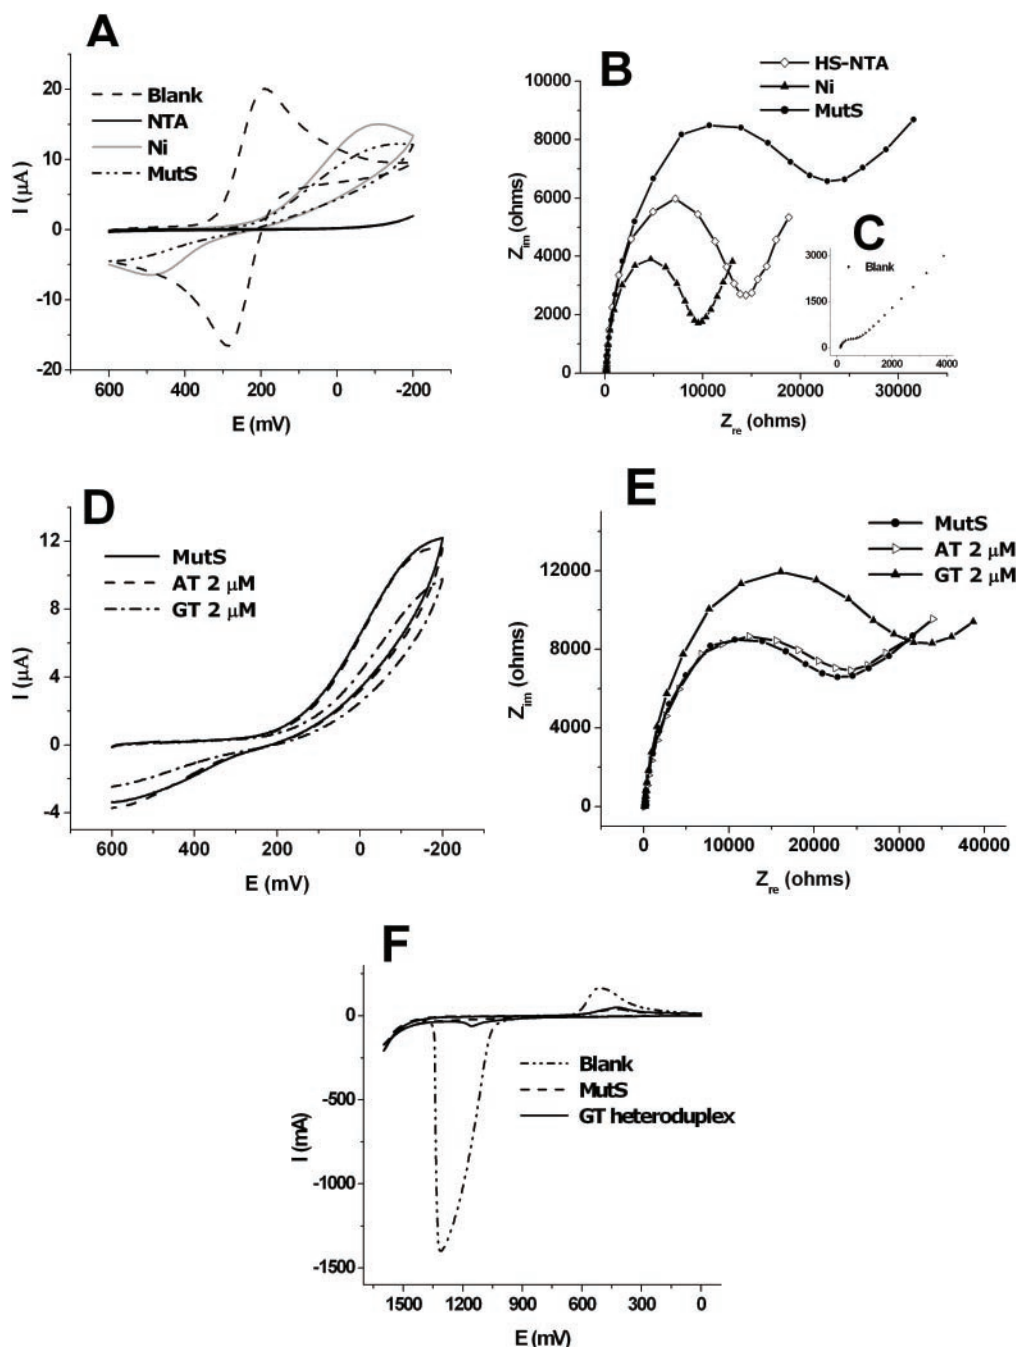 A
Blank
NTA
Ni
MutS
20
10
0
-10
-20
I (μA)
600 400 200 0 -200
E (mV)
B
HS-NTA
Ni
MutS
10000
8000
6000
4000
2000
0
Z_im (ohms)
0 10000 20000 30000
Z_re (ohms)
C
Blank
3000
1500
0
0 2000 4000
D
MutS
AT 2 μM
GT 2 μM
12
8
4
0
-4
I (μA)
600 400 200 0 -200
E (mV)
E
MutS
AT 2 μM
GT 2 μM
12000
8000
4000
0
Z_im (ohms)
0 10000 20000 30000 40000
Z_re (ohms)
F
Blank
MutS
GT heteroduplex
0
-500
-1000
-1500
I (mA)
1500 1200 900 600 300 0
E (mV)